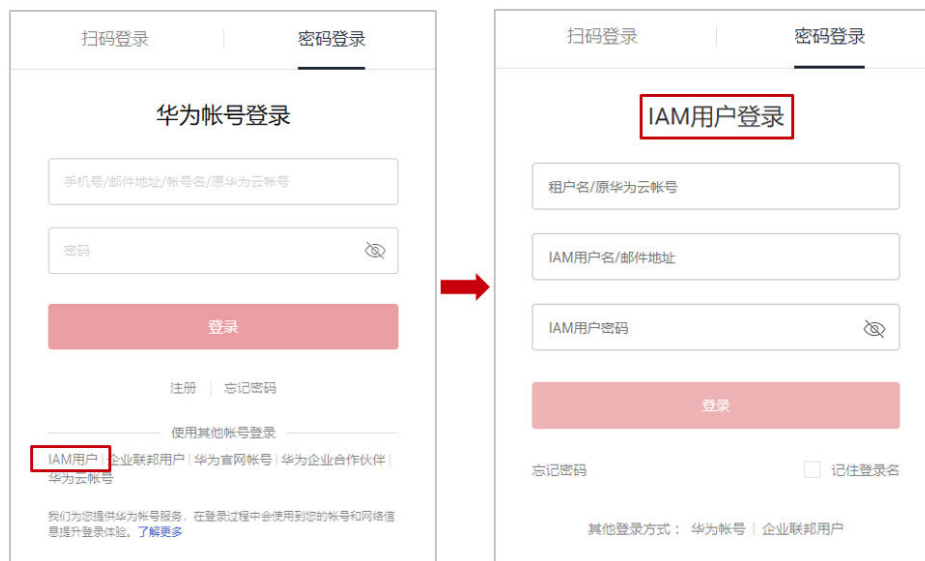 扫码登录
密码登录
华为帐号登录
手机号/邮件地址/帐号名/原华为云帐号
密码
登录
注册 | 忘记密码
使用其他帐号登录
IAM用户 | 企业联邦用户 | 华为官网帐号 | 华为企业合作伙伴 |
华为云帐号
我们为您提供华为帐号服务，在登录过程中会使用到您的帐号和网络信
息提升登录体验。了解更多
扫码登录
密码登录
IAM用户登录
租户名/原华为云帐号
IAM用户名/邮件地址
IAM用户密码
登录
忘记密码
记住登录名
其他登录方式： 华为帐号 | 企业联邦用户